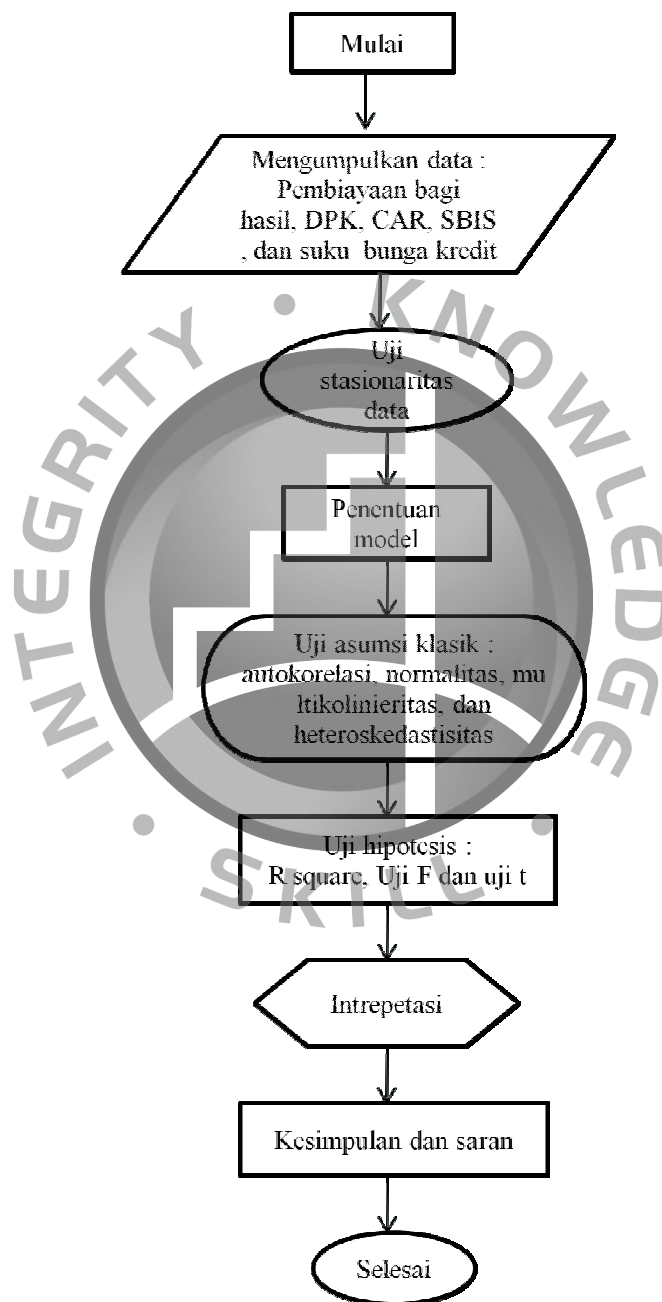 Mulai
Mengumpulkan data :
Pembiayaan bagi
hasil, DPK, CAR, SBIS
, dan suku bunga kredit
Uji
stasionaritas
data
Penentuan
model
Uji asumsi klasik :
autokorelasi, normalitas, mu
ltikolinieritas, dan
heteroskedastisitas
Uji hipotesis :
R square, Uji F dan uji t
Intrepetasi
Kesimpulan dan saran
Selesai
INTEGRITY • KNOWLEDGE • SKILL •